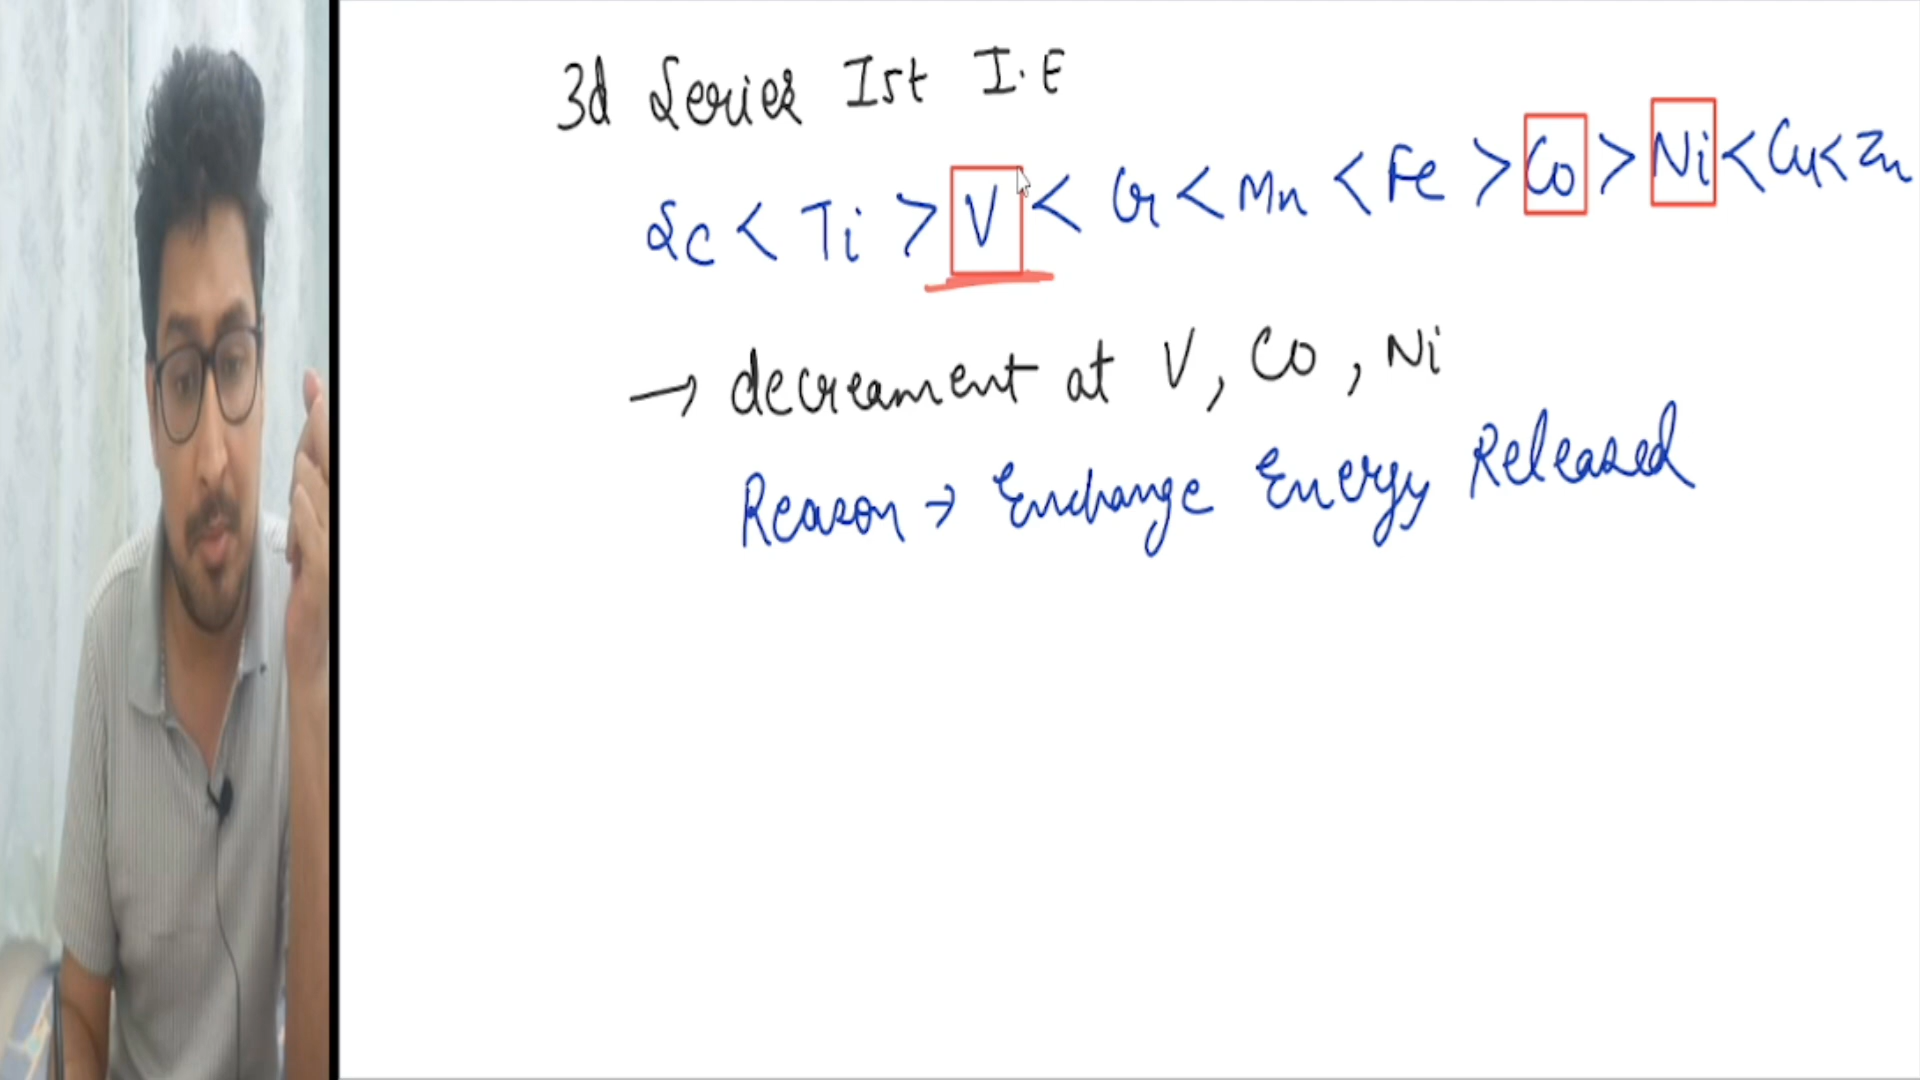 3d Series Ist I.E
Sc < Ti > V < Cr < Mn < Fe > Co > Ni < Cu < Zn
→ decreament at V, Co, Ni
Reason → Exchange Energy Released